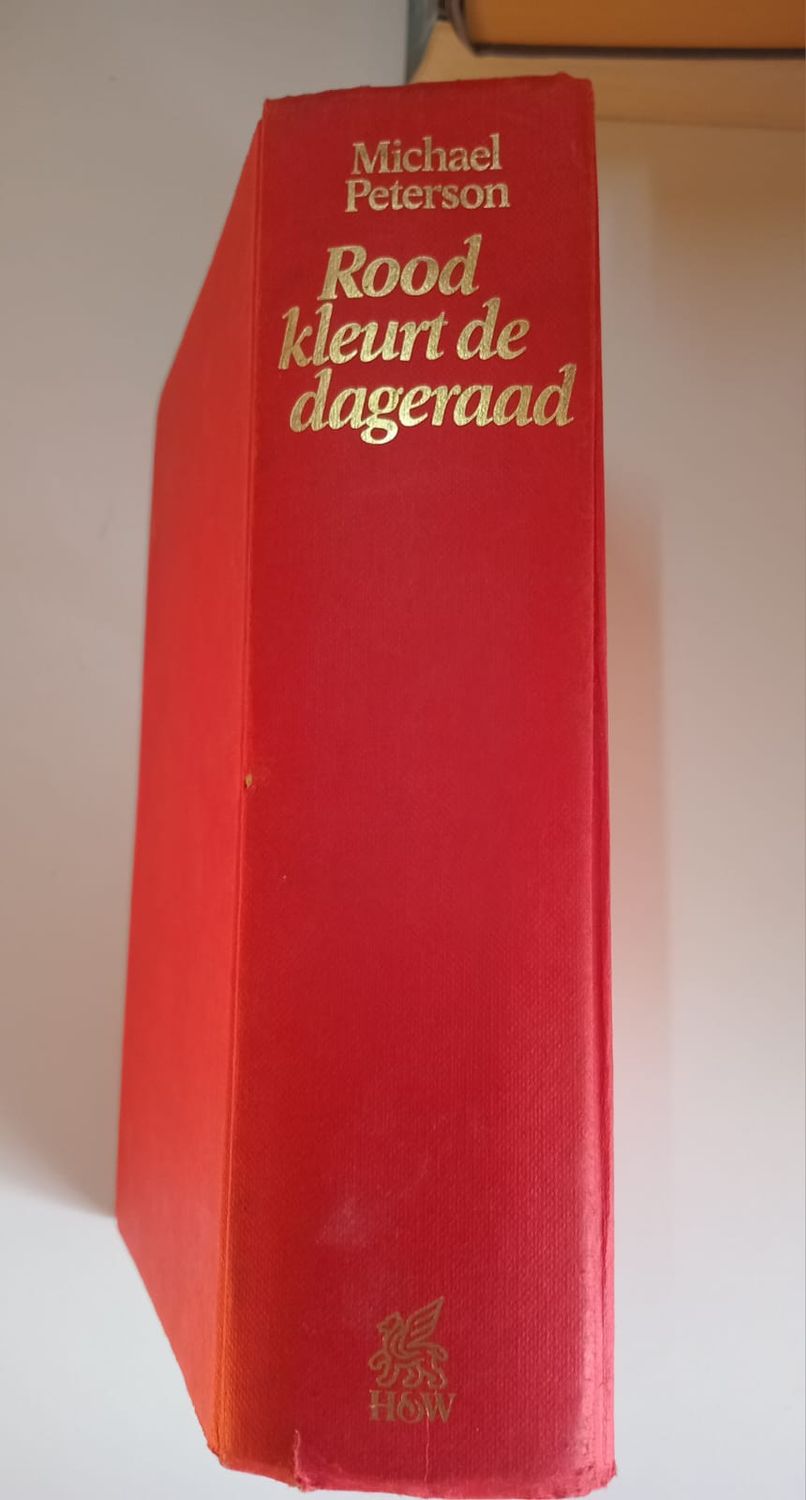 Michael
Peterson
Rood
kleurt de
dageraad
H&W